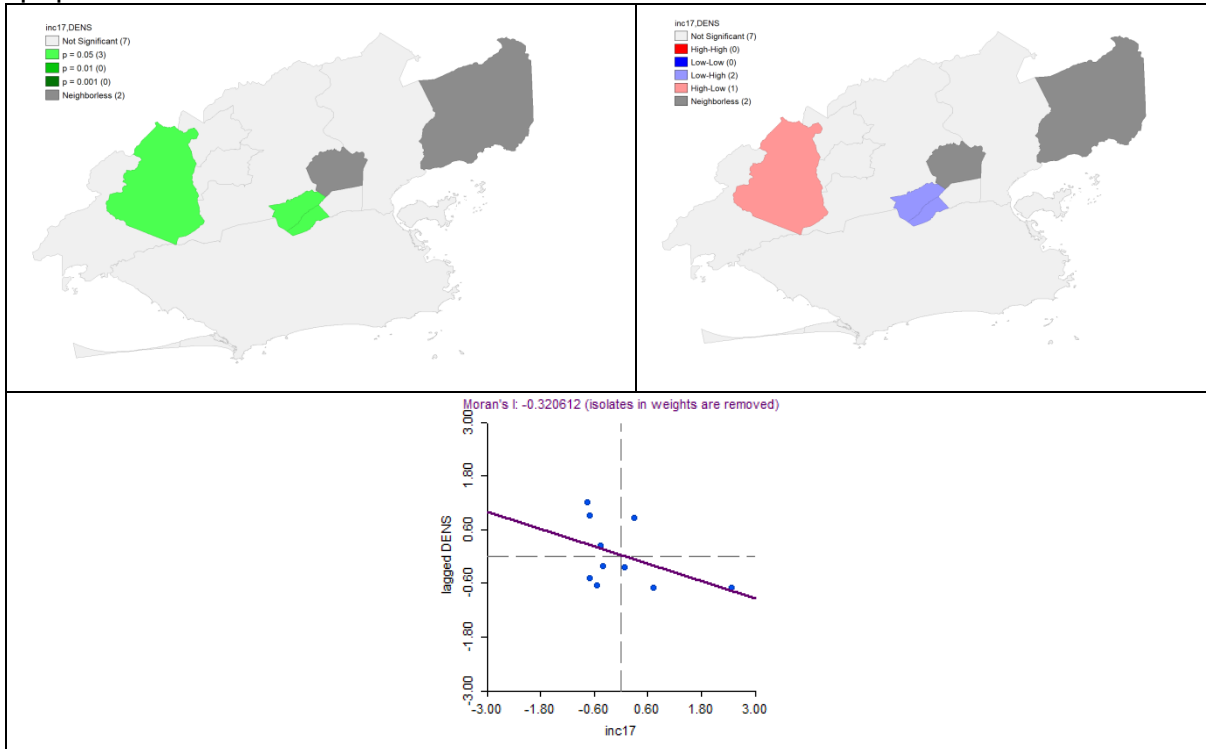 inc17,DENS
Not Significant (7)
p = 0.05 (3)
p = 0.01 (0)
p = 0.001 (0)
Neighborless (2)
inc17,DENS
Not Significant (7)
High-High (0)
Low-Low (0)
Low-High (2)
High-Low (1)
Neighborless (2)
Moran's I: -0.320612 (isolates in weights are removed)
3.00
1.80
0.60
-0.60
-1.80
-3.00
lagged DENS
-3.00 -1.80 -0.60 0.60 1.80 3.00
inc17